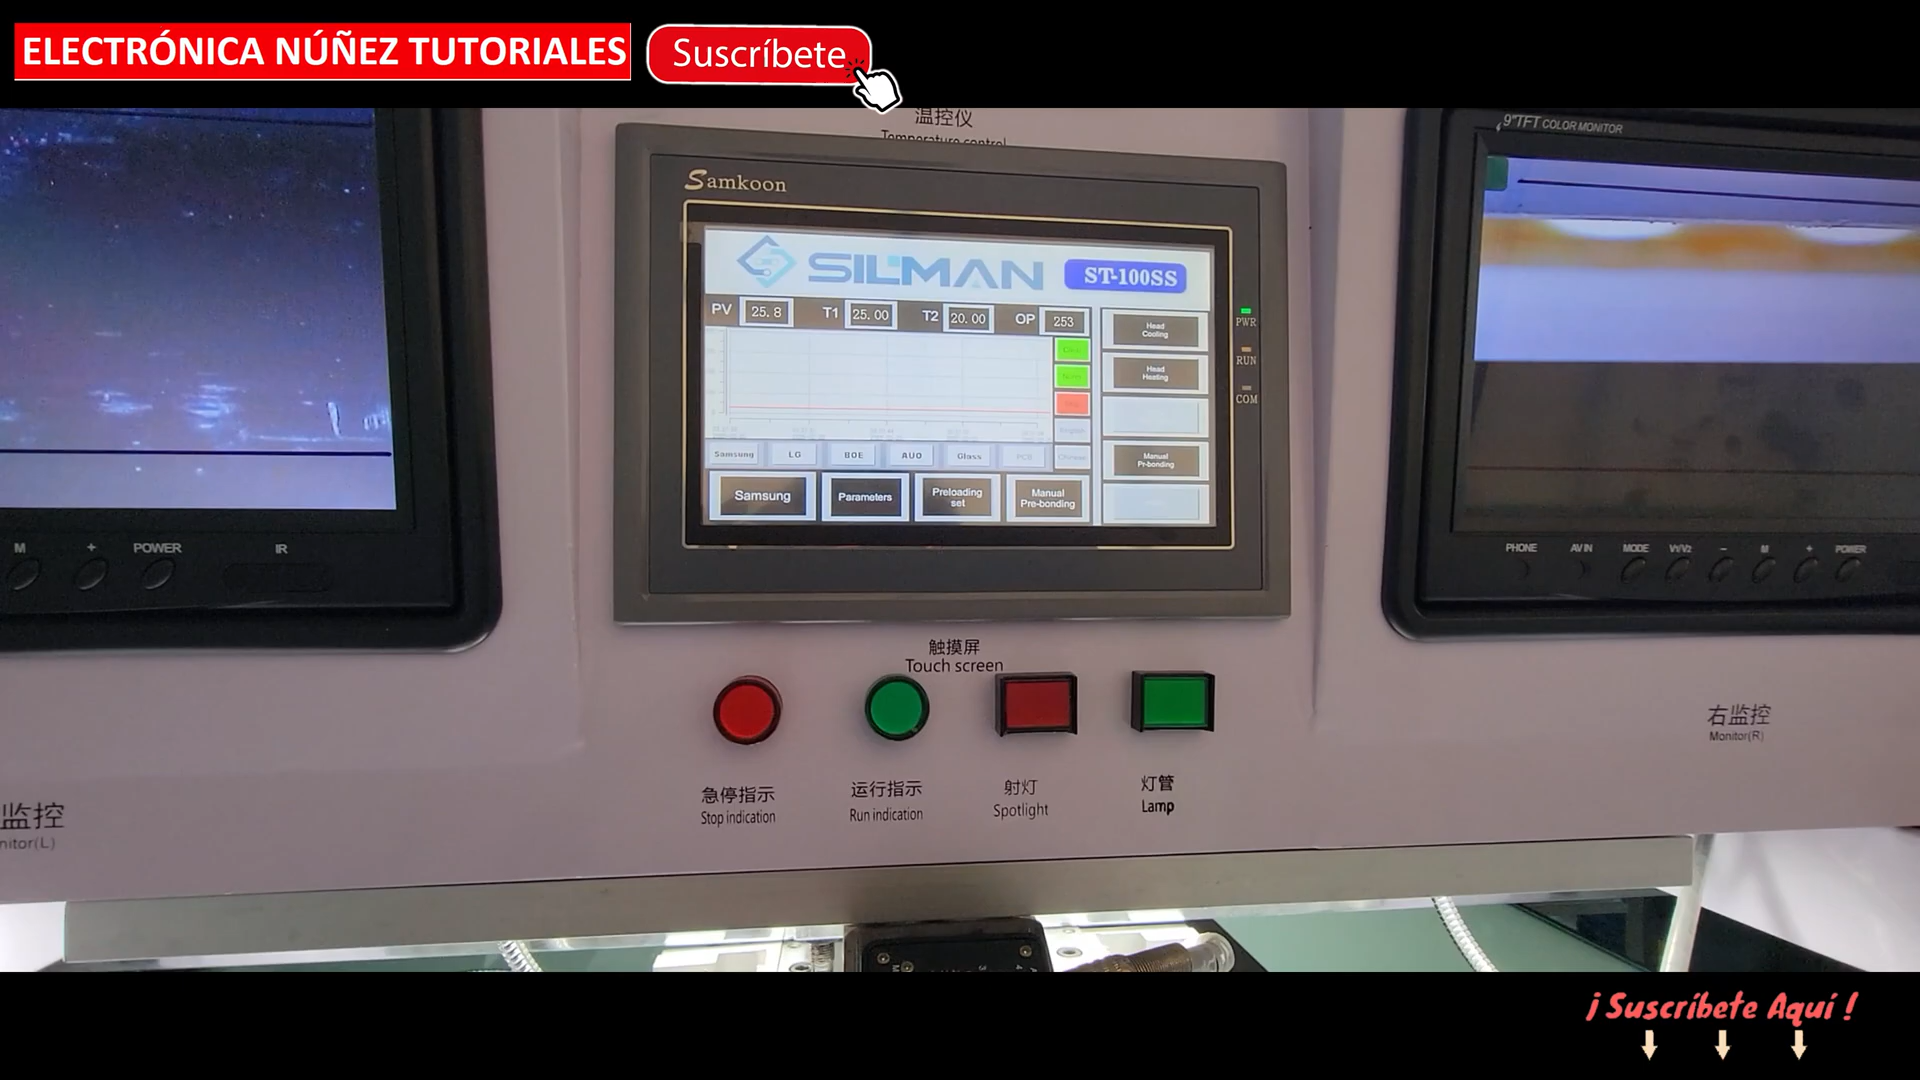 ELECTRÓNICA NÚÑEZ TUTORIALES
Suscríbete
温控仪
Temperature control
9"TFT COLOR MONITOR
Samkoon
SILMAN
ST-100SS
PV 25.8 T1 25.00 T2 20.00 OP 253
Head Cooling
Head Heating
Manual Pr-bonding
Samsung LG BOE AUO Glass PCB
Samsung
Parameters
Preloading set
Manual Pre-bonding
PWR
RUN
COM
M + POWER IR
PHONE AV IN MODE V1/V2 – M + POWER
触摸屏
Touch screen
急停指示
Stop indication
运行指示
Run indication
射灯
Spotlight
灯管
Lamp
监控
nitor(L)
右监控
Monitor(R)
¡ Suscríbete Aquí !